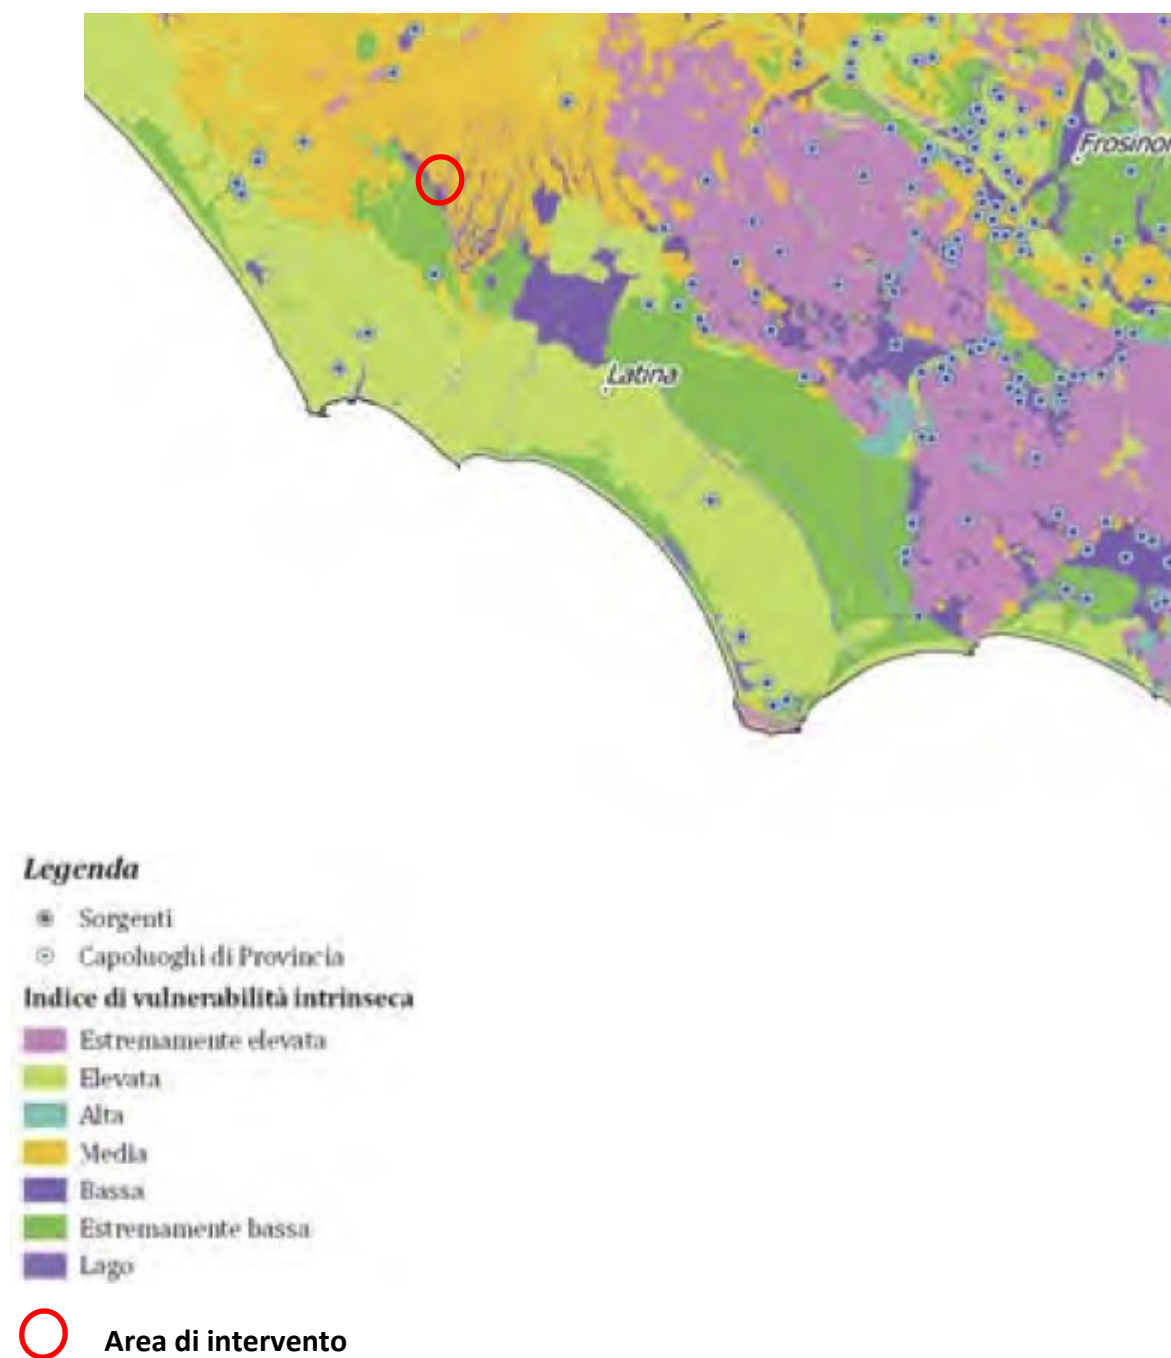 Frosinon
Latina
Legenda
Sorgenti
Capoluoghi di Provincia
Indice di vulnerabilità intrinseca
Estremamente elevata
Elevata
Alta
Media
Bassa
Estremamente bassa
Lago
Area di intervento